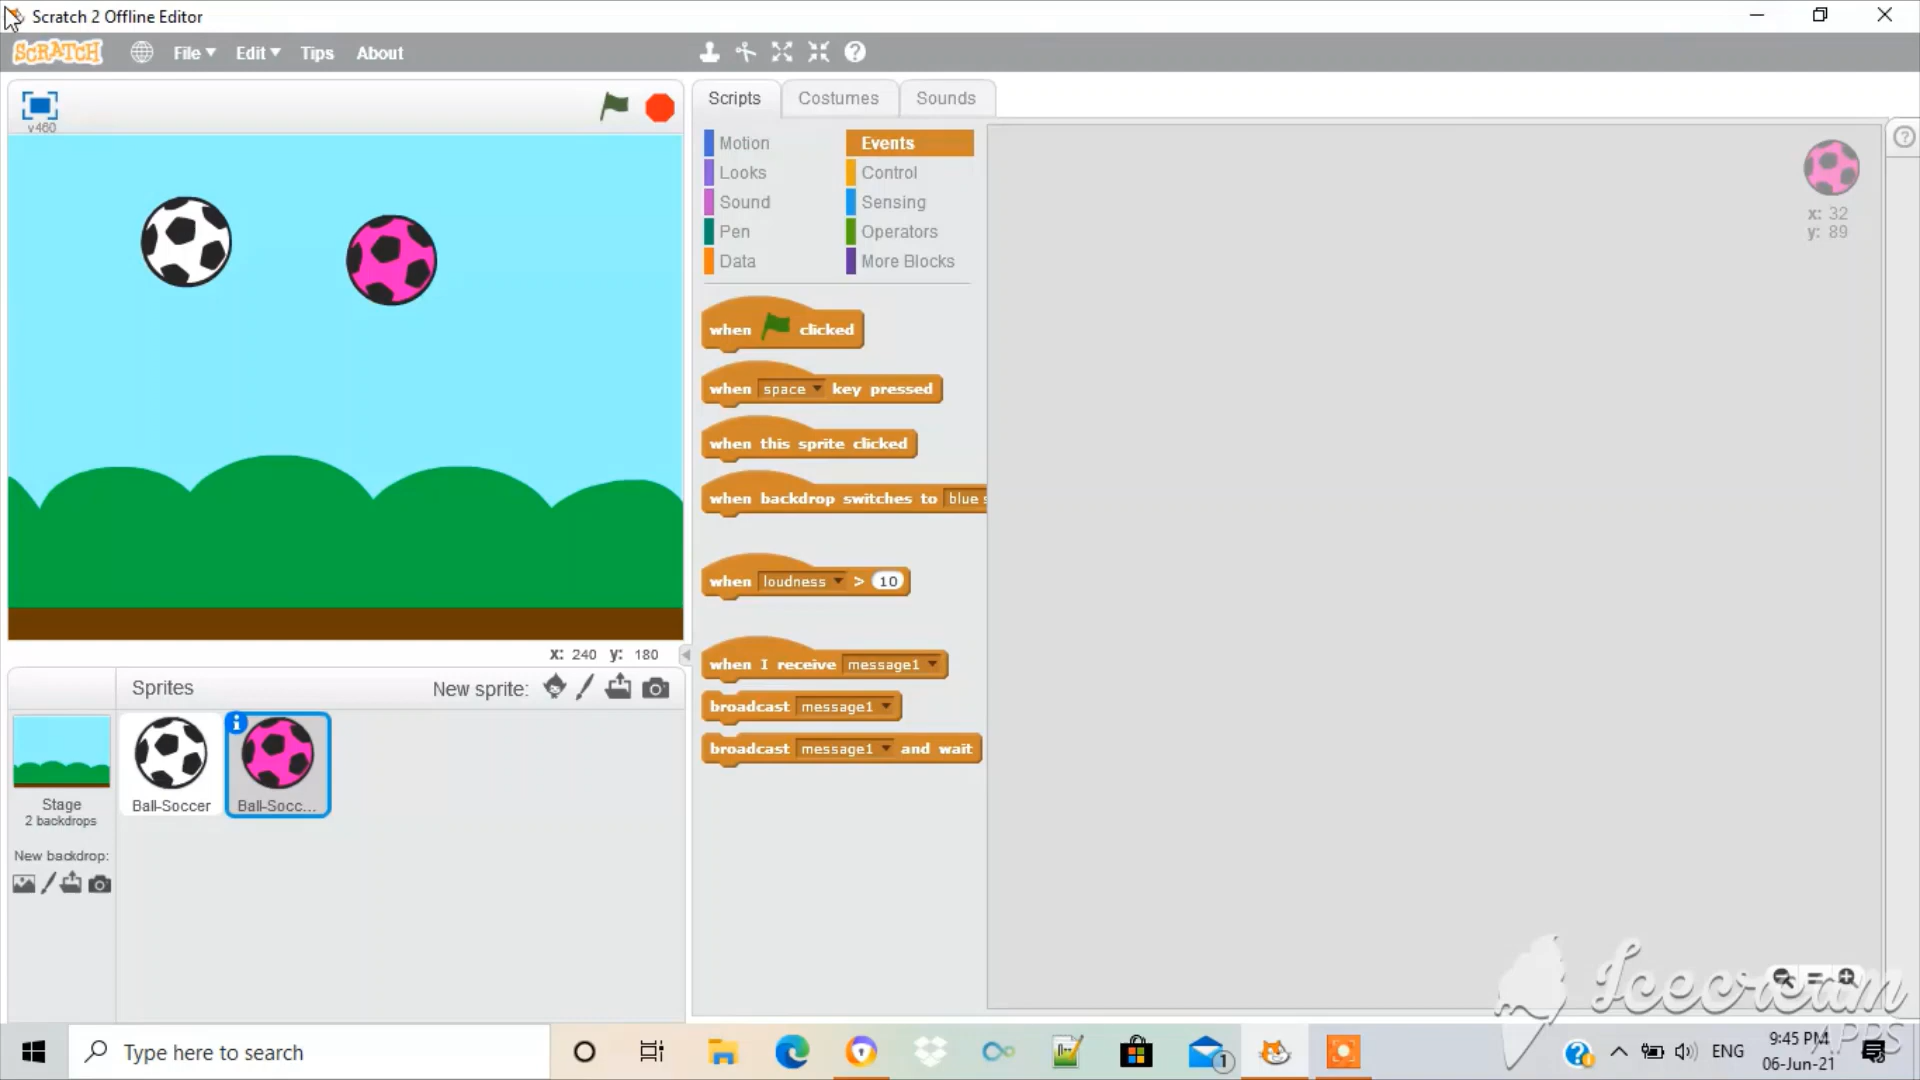 Scratch 2 Offline Editor
SCRATCH File Edit Tips About
v460
Scripts Costumes Sounds
Motion Events
Looks Control
Sound Sensing
Pen Operators
Data More Blocks
x: 32
y: 89
when clicked
when space key pressed
when this sprite clicked
when backdrop switches to blue s
when loudness > 10
when I receive message1
broadcast message1
broadcast message1 and wait
x: 240 y: 180
Sprites New sprite:
Stage
2 backdrops
New backdrop:
Ball-Soccer
Ball-Socc...
Icecream
APPS
Type here to search
1
ENG
9:45 PM
06-Jun-21